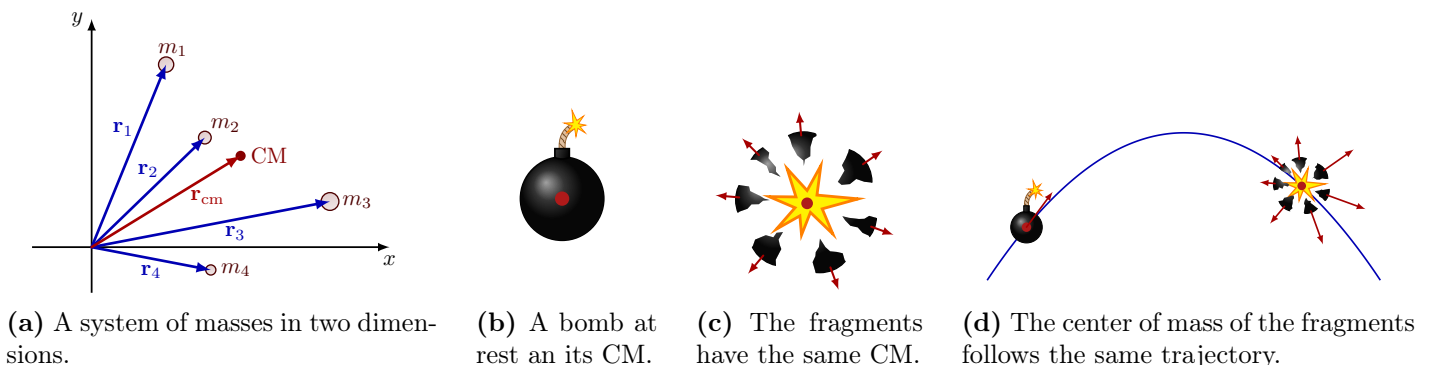 y
m₁
r₁
m₂
r₂
CM
r_cm
m₃
r₃
x
r₄
m₄
(a) A system of masses in two dimen-
sions.
(b) A bomb at
rest an its CM.
(c) The fragments
have the same CM.
(d) The center of mass of the fragments
follows the same trajectory.